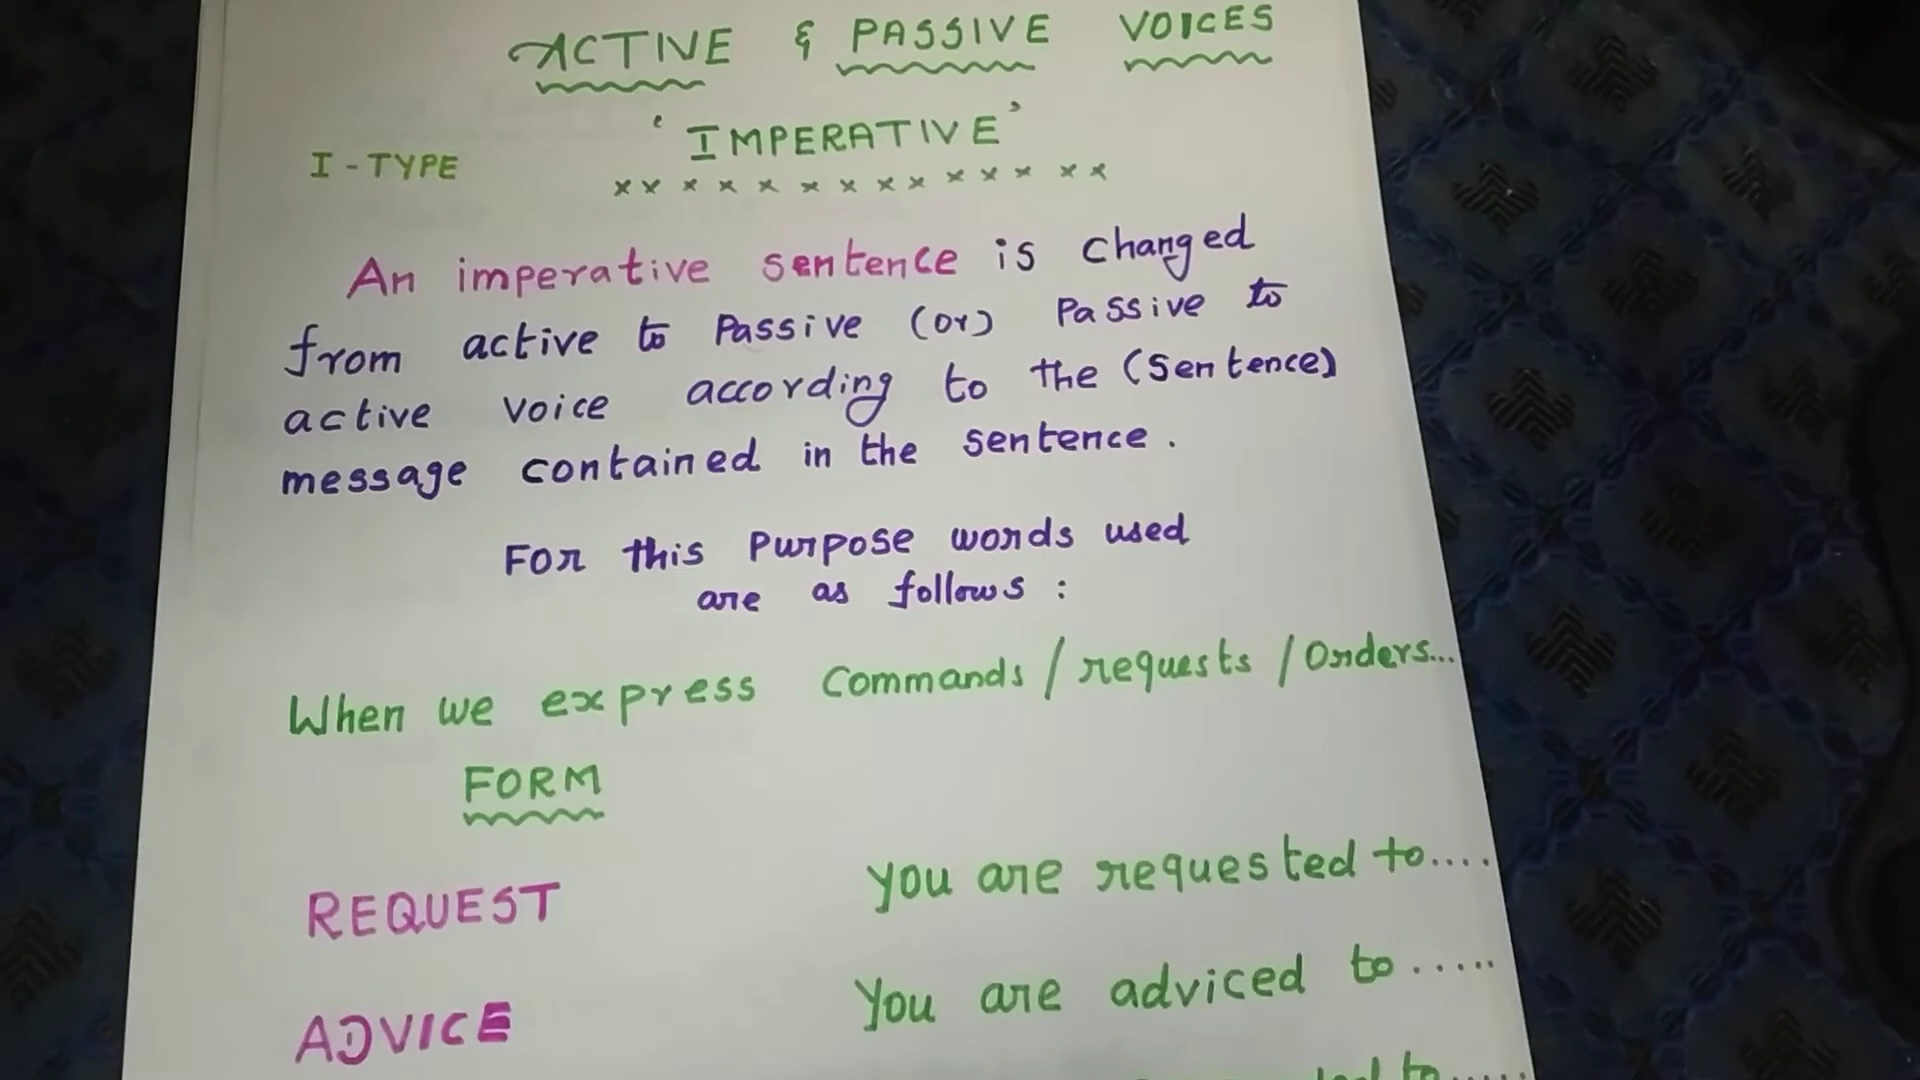 ACTIVE & PASSIVE VOICES
'IMPERATIVE'
I - TYPE
An imperative sentence is changed
from active to Passive (or) Passive to
active voice according to the (Sentence)
message contained in the sentence.
For this Purpose words used
are as follows :
When we express Commands / requests / Orders...
FORM
REQUEST you are requested to....
ADVICE You are adviced to .....
to.....